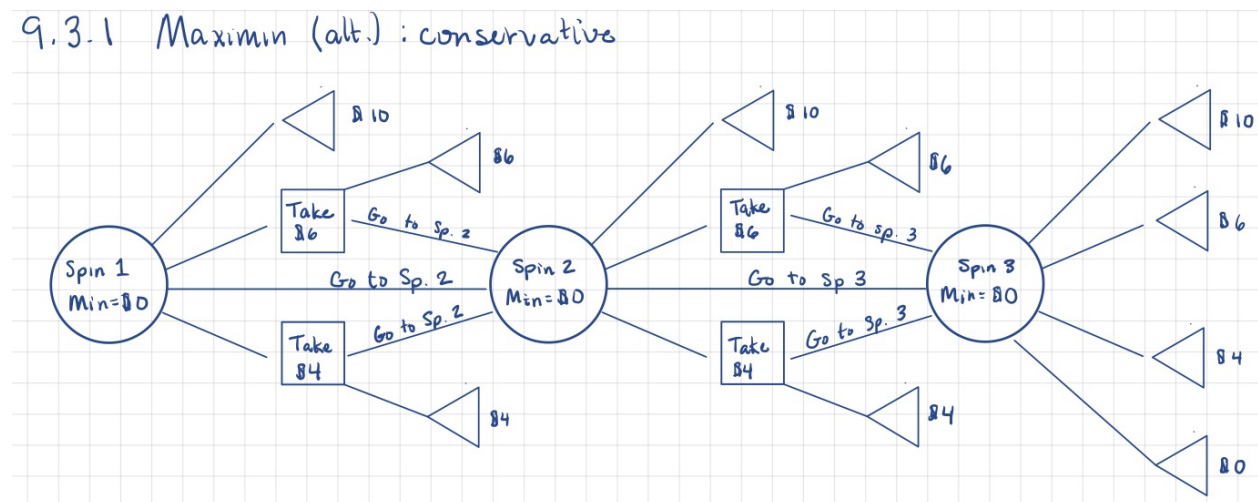 9.3.1 Maximin (alt.) : conservative
$10
$6
Take
$6
Go to Sp. 2
Spin 1
Min=$0
Go to Sp. 2
Take
$4
Go to Sp. 2
$4
$10
$6
Take
$6
Go to Sp. 3
Spin 2
Min=$0
Go to Sp 3
Take
$4
Go to Sp. 3
$4
Spin 3
Min=$0
$10
$6
$4
$0